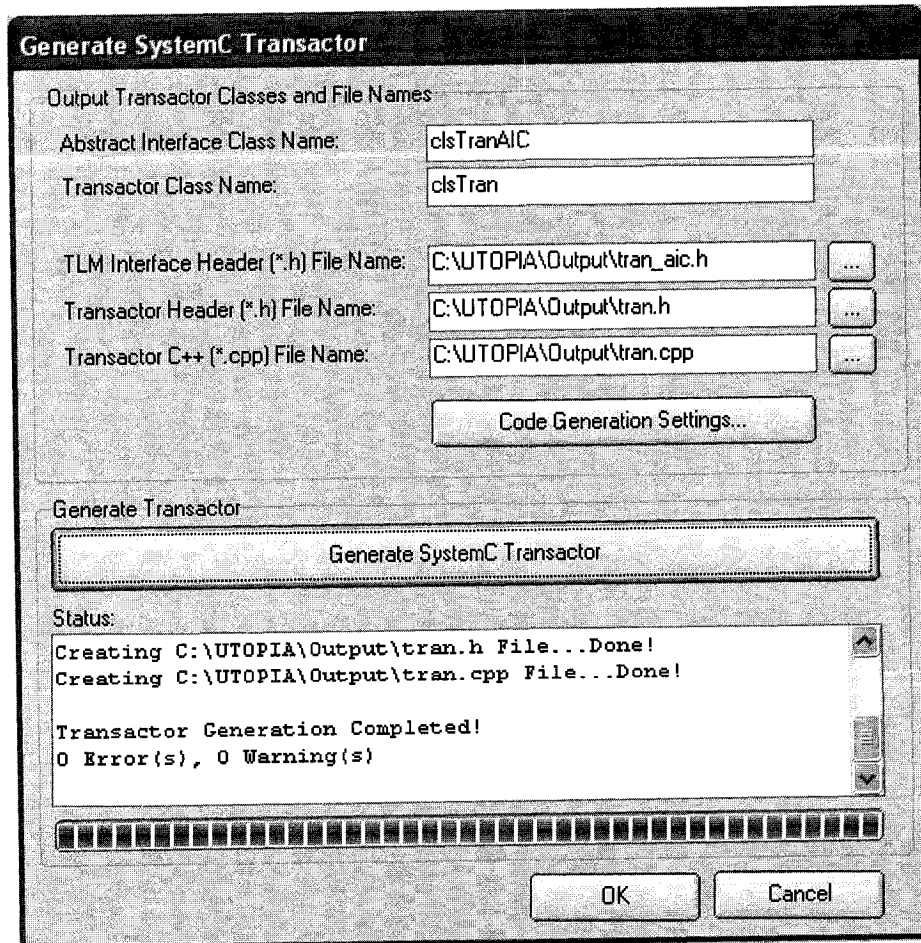 Generate SystemC Transactor
Output Transactor Classes and File Names
Abstract Interface Class Name: clsTranAIC
Transactor Class Name: clsTran
TLM Interface Header (*.h) File Name: C:\UTOPIA\Output\tran_aic.h ...
Transactor Header (*.h) File Name: C:\UTOPIA\Output\tran.h ...
Transactor C++ (*.cpp) File Name: C:\UTOPIA\Output\tran.cpp ...
Code Generation Settings...
Generate Transactor
Generate SystemC Transactor
Status:
Creating C:\UTOPIA\Output\tran.h File...Done!
Creating C:\UTOPIA\Output\tran.cpp File...Done!
Transactor Generation Completed!
0 Error(s), 0 Warning(s)
OK Cancel